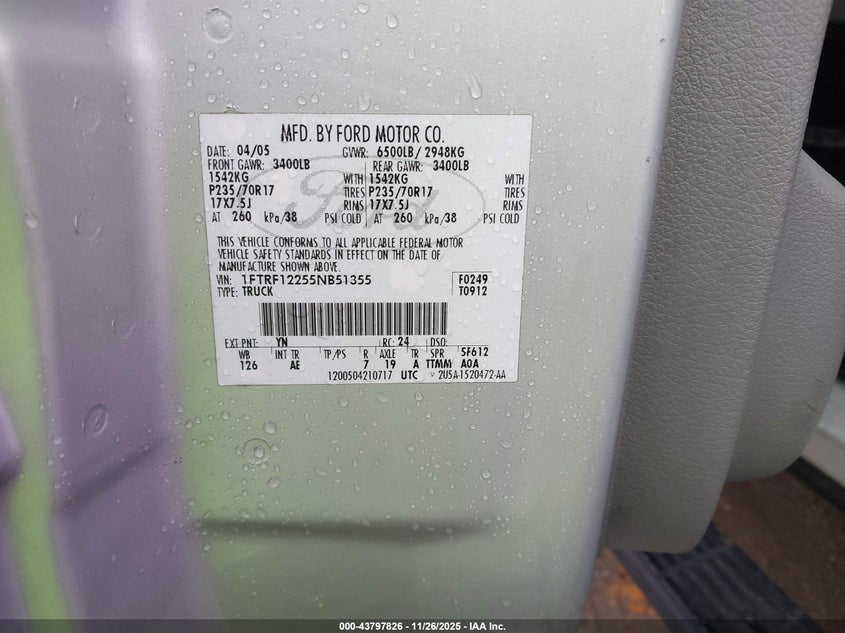 MFD. BY FORD MOTOR CO.
DATE: 04/05 GVWR: 6500LB/ 2948KG
FRONT GAWR: 3400LB REAR GAWR: 3400LB
1542KG WITH 1542KG WITH
P235/70R17 TIRES P235/70R17 TIRES
17X7.5J RIMS 17X7.5J RIMS
AT 260 kPa/38 PSI COLD AT 260 kPa/38 PSI COLD
Ford
THIS VEHICLE CONFORMS TO ALL APPLICABLE FEDERAL MOTOR
VEHICLE SAFETY STANDARDS IN EFFECT ON THE DATE OF
MANUFACTURE SHOWN ABOVE.
VIN: 1FTRF12255NB51355 F0249
TYPE: TRUCK T0912
EXT PNT: YN RC: 24 DSO:
WB INT TR TP/PS R AXLE TR SPR 5F612
126 AE 7 19 A TTMM A0A
1200504210717 UTC 2U5A-1520472-AA
000-43797826 - 11/26/2025 - IAA Inc.